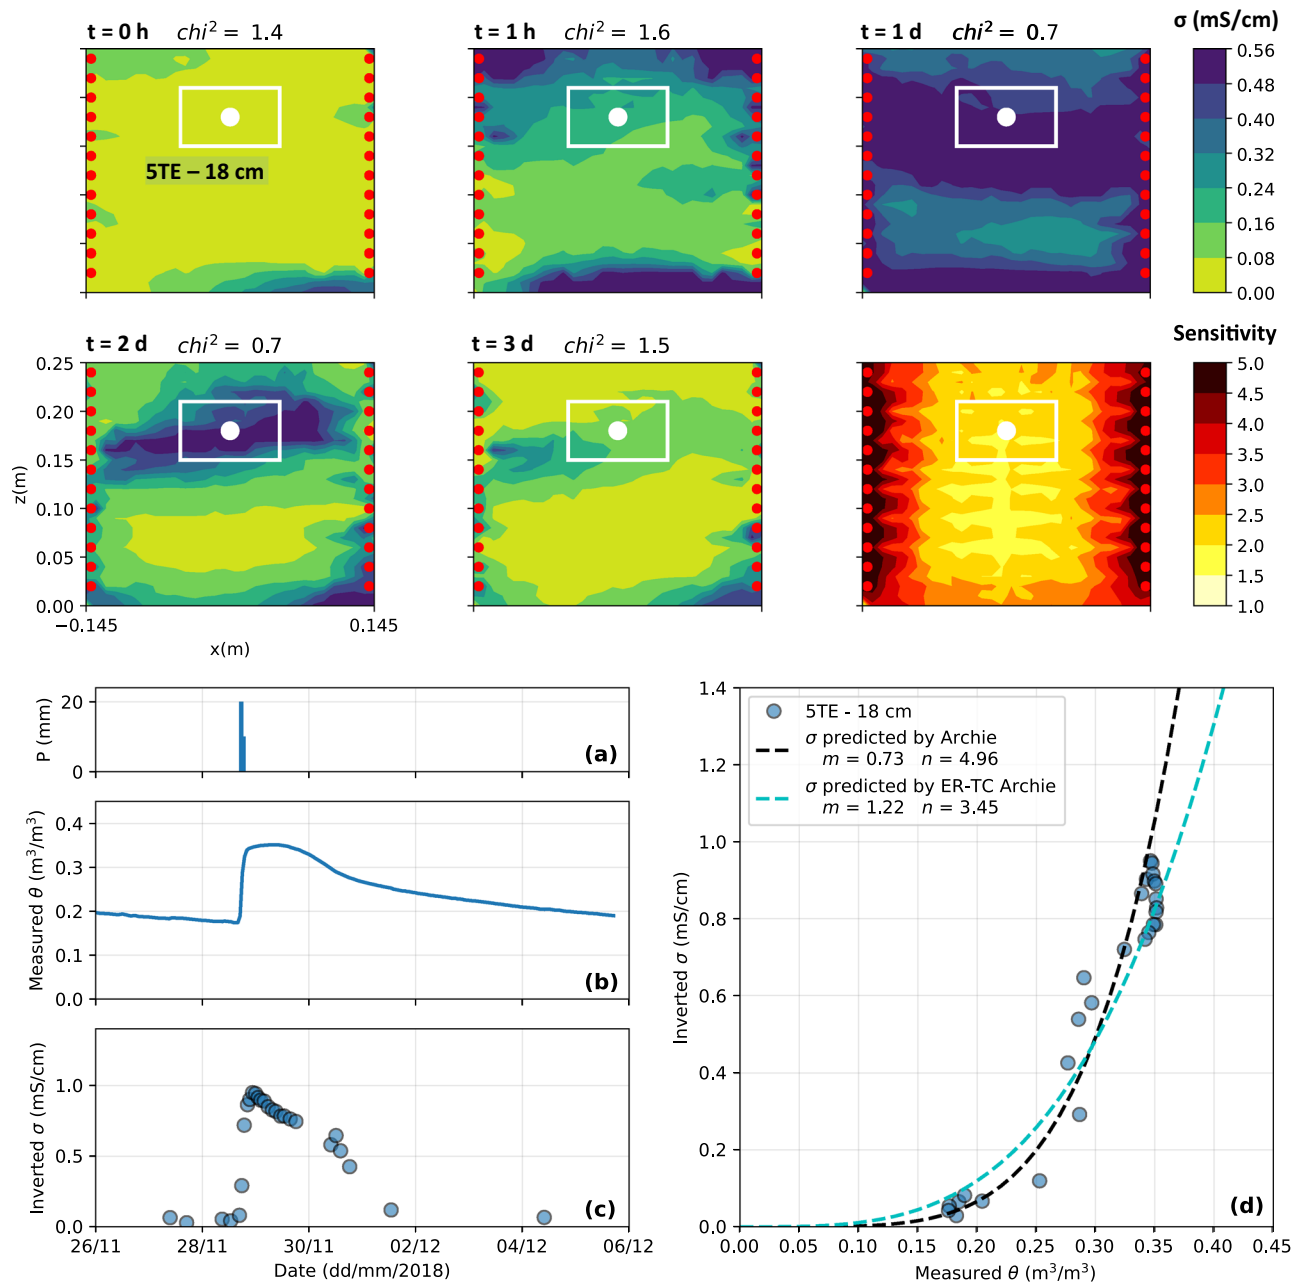 t = 0 h chi² = 1.4
t = 1 h chi² = 1.6
t = 1 d chi² = 0.7
σ (mS/cm)
0.56
0.48
0.40
0.32
0.24
0.16
0.08
0.00
5TE – 18 cm
t = 2 d chi² = 0.7
t = 3 d chi² = 1.5
Sensitivity
5.0
4.5
4.0
3.5
3.0
2.5
2.0
1.5
1.0
0.25
0.20
0.15
0.10
0.05
0.00
z(m)
−0.145 0.145
x(m)
20
0
P (mm)
(a)
0.4
0.3
0.2
0.1
0.0
Measured θ (m³/m³)
(b)
1.0
0.5
0.0
Inverted σ (mS/cm)
(c)
26/11 28/11 30/11 02/12 04/12 06/12
Date (dd/mm/2018)
1.4
1.2
1.0
0.8
0.6
0.4
0.2
0.0
Inverted σ (mS/cm)
5TE - 18 cm
σ predicted by Archie
m = 0.73 n = 4.96
σ predicted by ER-TC Archie
m = 1.22 n = 3.45
(d)
0.00 0.05 0.10 0.15 0.20 0.25 0.30 0.35 0.40 0.45
Measured θ (m³/m³)